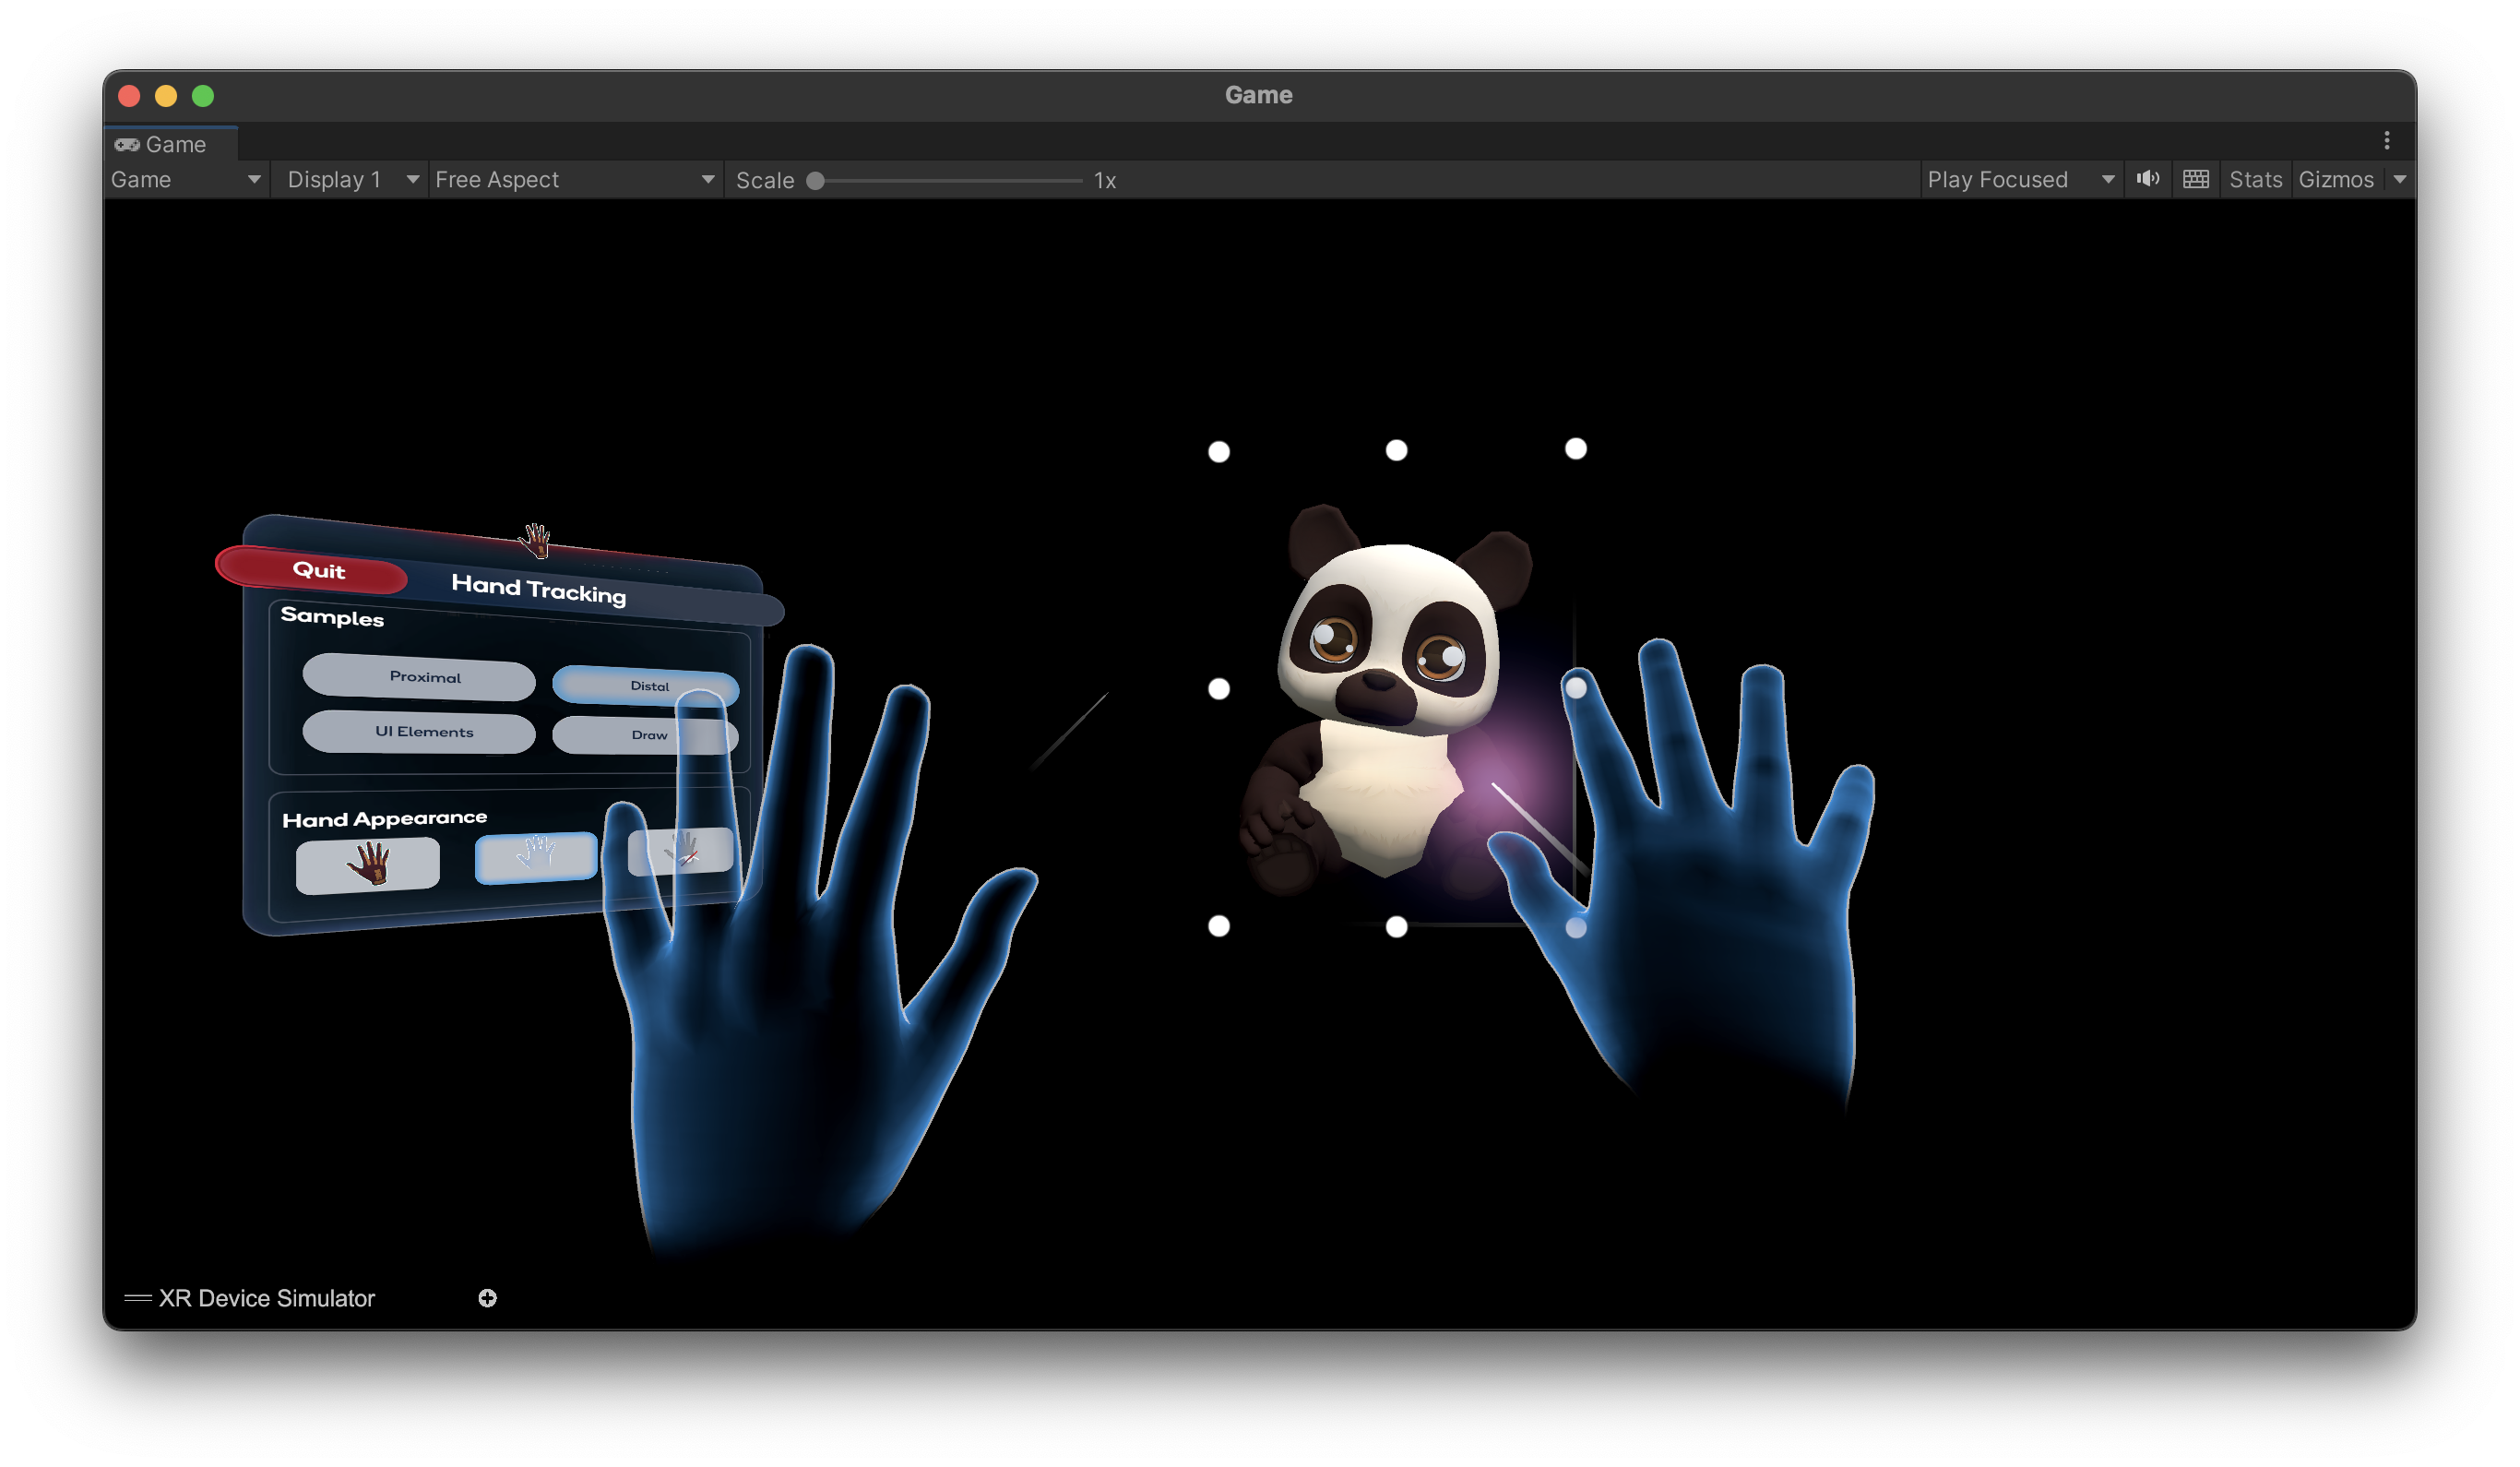 Game
Game
Game Display 1 Free Aspect Scale 1x Play Focused Stats Gizmos
Quit Hand Tracking
Samples
Proximal Distal
UI Elements Draw
Hand Appearance
XR Device Simulator